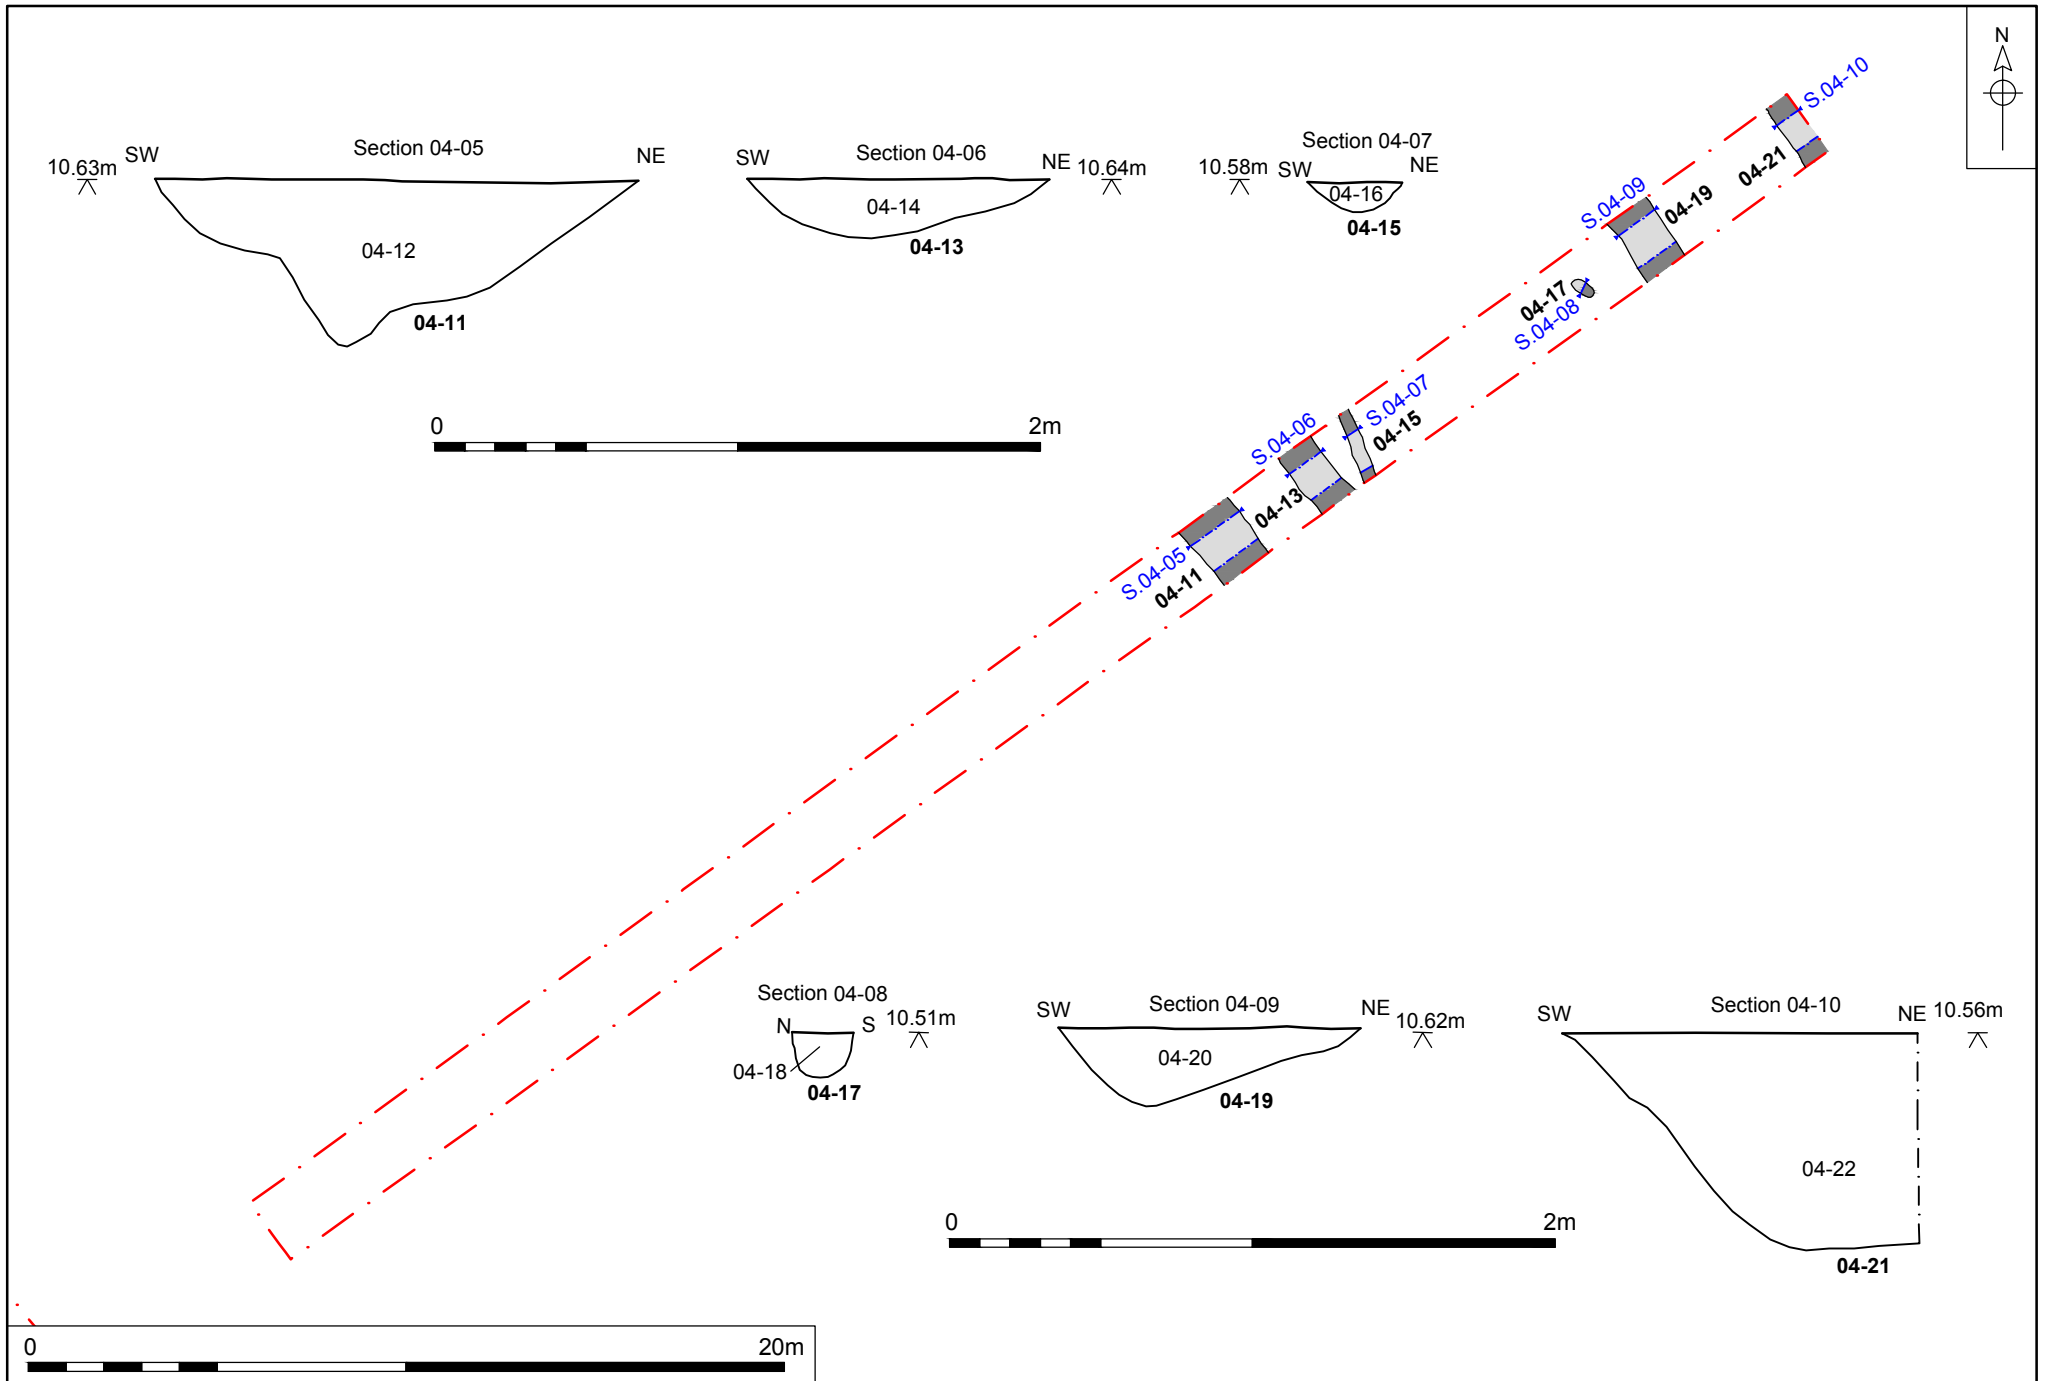 N
Section 04-05
SW
NE
10.63m
04-12
04-11
Section 04-06
SW
NE
10.64m
04-14
04-13
Section 04-07
10.58m
SW
NE
04-16
04-15
0
2m
S.04-10
04-21
S.04-09
04-19
04-17
S.04-08
S.04-07
04-15
S.04-06
04-13
S.04-05
04-11
Section 04-08
N
S
10.51m
04-18
04-17
Section 04-09
SW
NE
10.62m
04-20
04-19
Section 04-10
SW
NE
10.56m
04-22
04-21
0
2m
0
20m